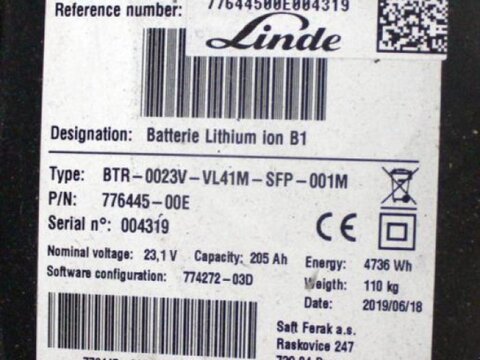 Reference number: 77644500E004319
Linde
Designation: Batterie Lithium ion B1
Type: BTR-0023V-VL41M-SFP-001M
P/N: 776445-00E
Serial n°: 004319
CE
Nominal voltage: 23,1 V Capacity: 205 Ah Energy: 4736 Wh
Software configuration: 774272-03D Weigth: 110 kg
Date: 2019/06/18
Saft Ferak a.s.
Raskovice 247